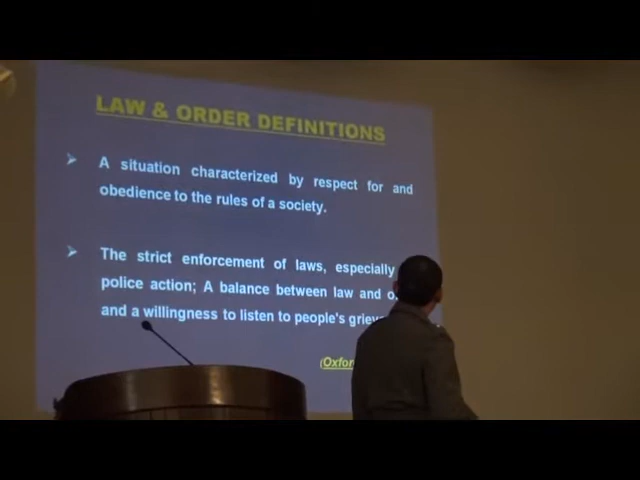 LAW & ORDER DEFINITIONS
A situation characterized by respect for and
obedience to the rules of a society.
The strict enforcement of laws, especially
police action; A balance between law and
and a willingness to listen to people's